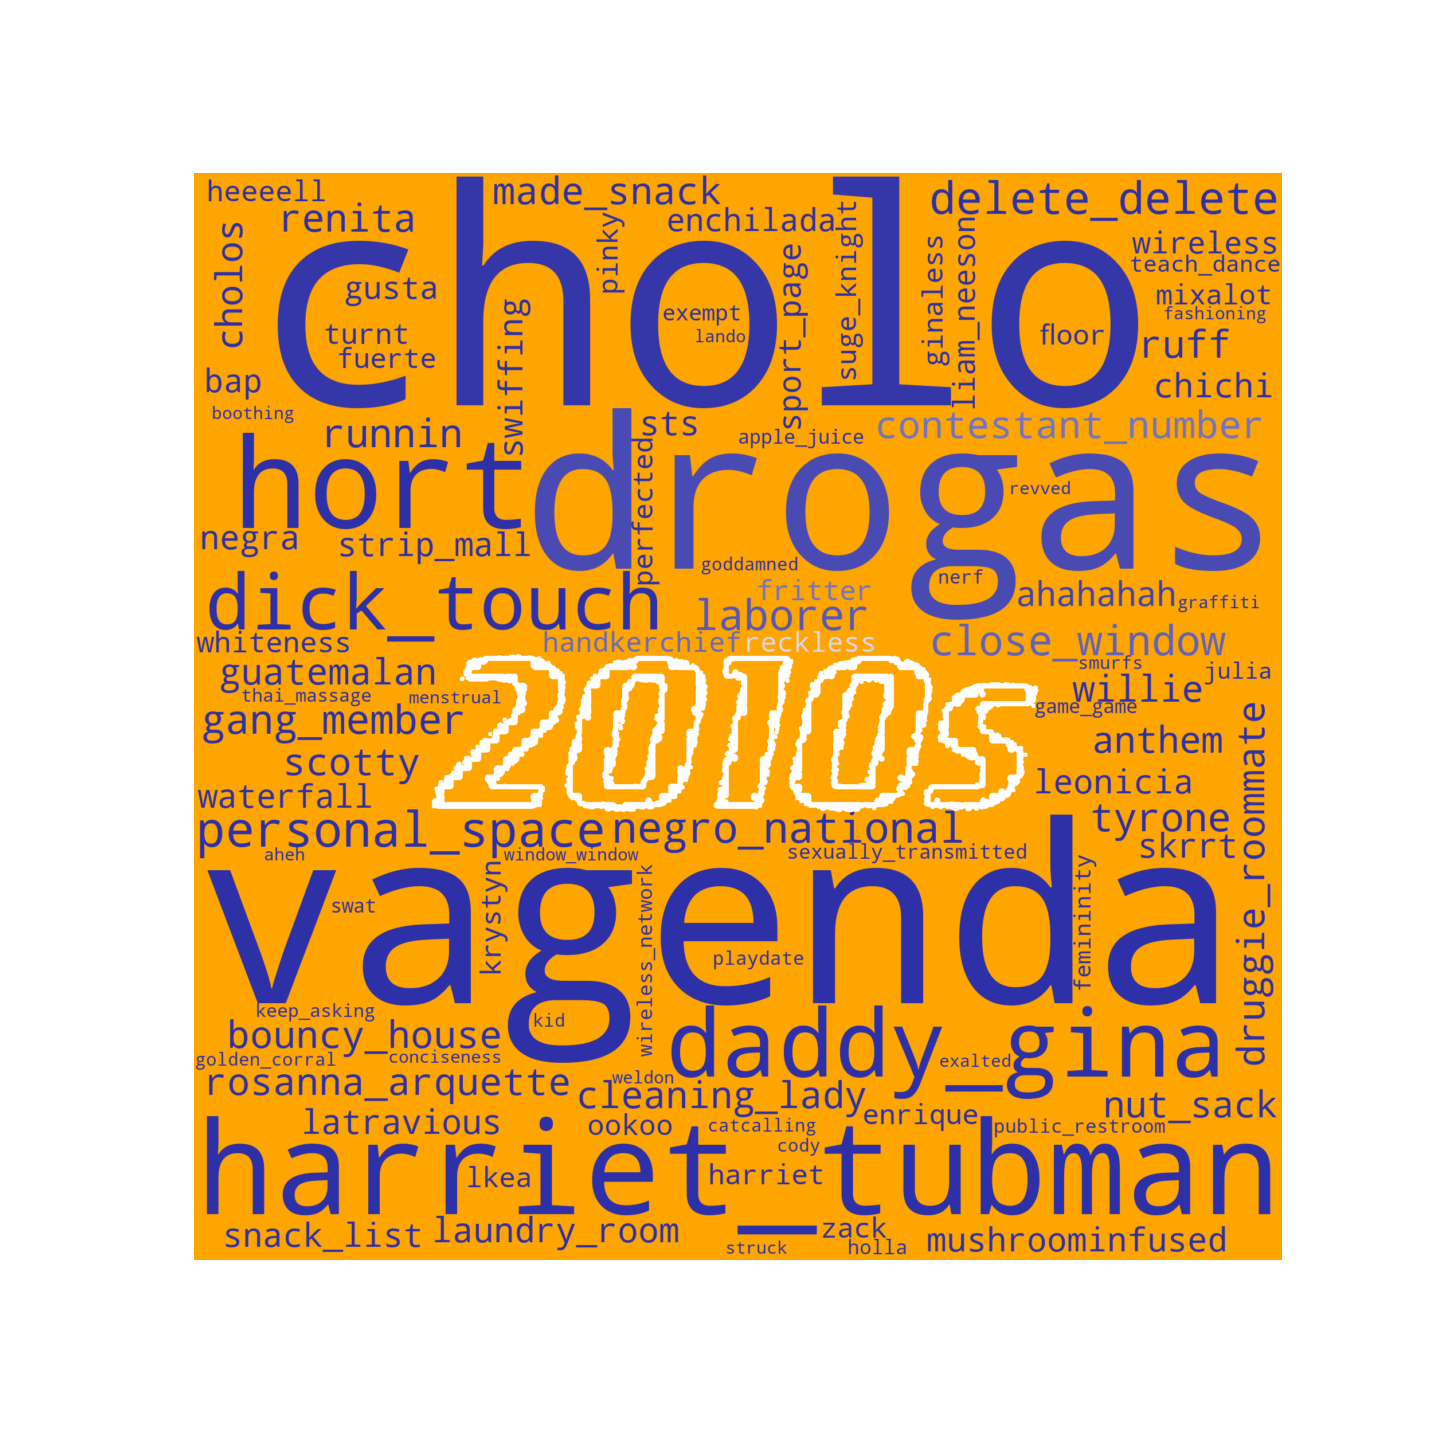 heeeell
made_snack
delete_delete
renita
enchilada
cholo
cholos
pinky
sport_page
suge_knight
ginaless
liam_neeson
wireless
teach_dance
gusta
mixalot
fashioning
exempt
lando
turnt
fuerte
floor
ruff
swiffing
bap
chichi
boothing
runnin
sts
apple_juice
contestant_number
hort
drogas
perfected
revved
negra
strip_mall
goddamned
nerf
dick_touch
fritter
ahahahah
graffiti
laborer
whiteness
handkerchief
reckless
close_window
smurfs
guatemalan
julia
thai_massage
menstrual
willie
gang_member
game_game
2010s
anthem
scotty
leonicia
waterfall
druggie_roommate
personal_space
negro_national
tyrone
skrrt
aheh
window_window
sexually_transmitted
vagenda
swat
krystyn
wireless_network
femininity
playdate
keep_asking
kid
bouncy_house
daddy_gina
golden_corral
conciseness
exalted
rosanna_arquette
weldon
cleaning_lady
nut_sack
latravious
ookoo
catcalling
enrique
public_restroom
cody
harriet_tubman
lkea
harriet
snack_list
laundry_room
zack
struck
holla
mushroominfused